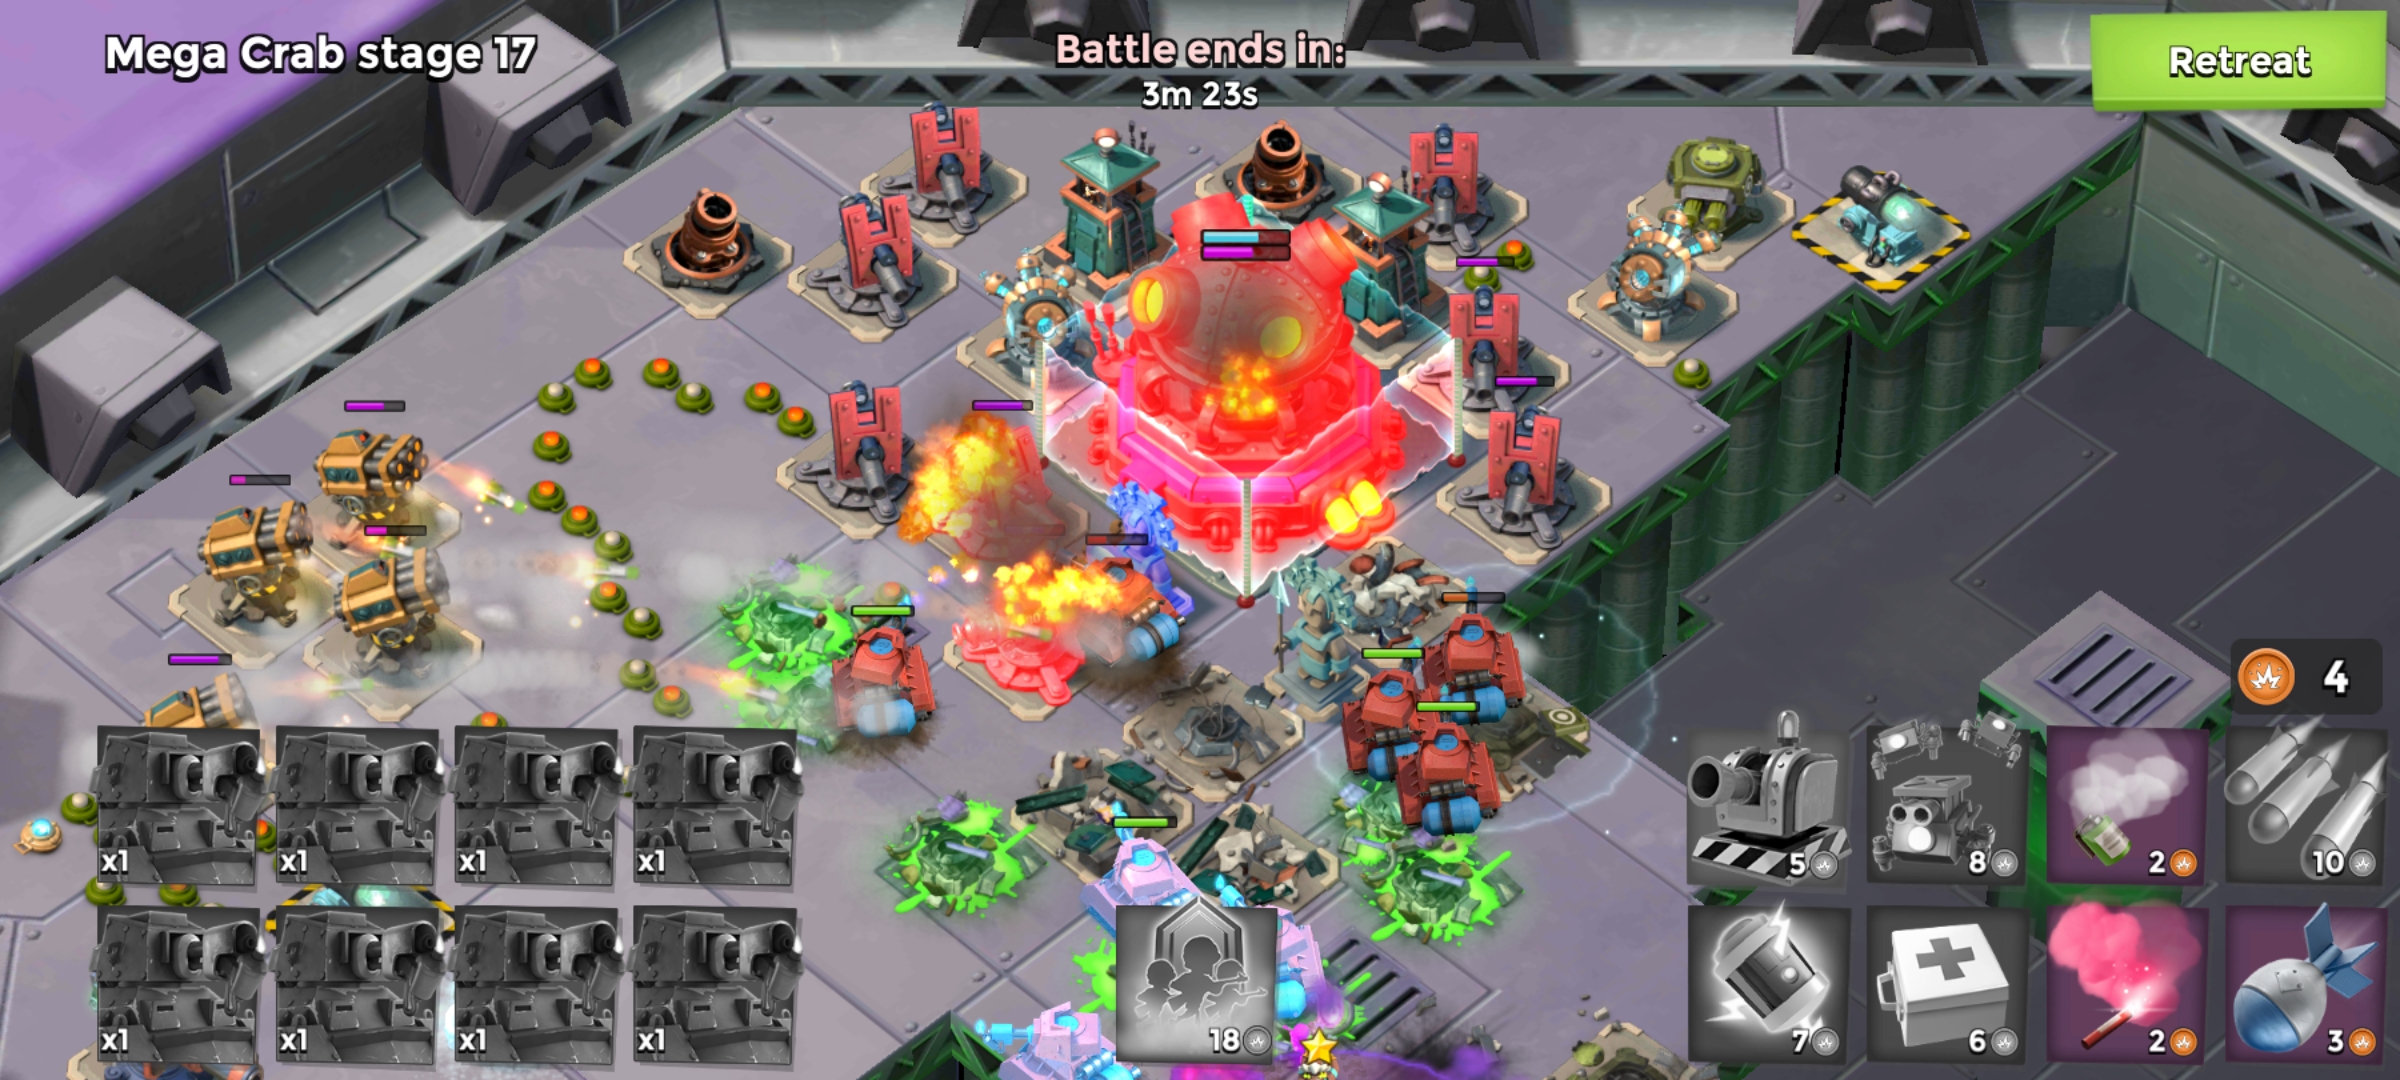 Mega Crab stage 17
Battle ends in:
3m 23s
Retreat
4
x1
x1
x1
x1
5
8
2
10
x1
x1
x1
x1
18
7
6
2
3